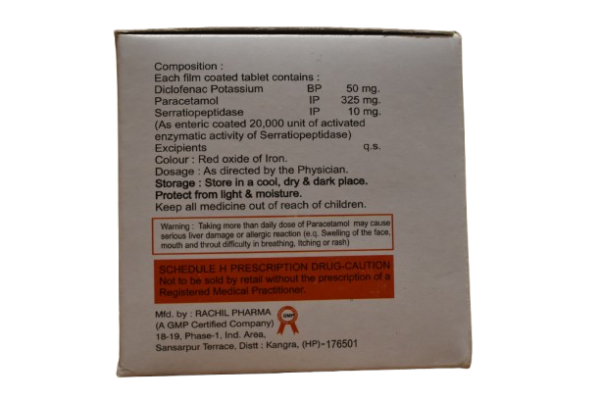 Composition :
Each film coated tablet contains :
Diclofenac Potassium BP 50 mg.
Paracetamol IP 325 mg.
Serratiopeptidase IP 10 mg.
(As enteric coated 20,000 unit of activated
enzymatic activity of Serratiopeptidase)
Excipients q.s.
Colour : Red oxide of Iron.
Dosage : As directed by the Physician.
Storage : Store in a cool, dry & dark place.
Protect from light & moisture.
Keep all medicine out of reach of children.
Warning : Taking more than daily dose of Paracetamol may cause
serious liver damage or allergic reaction (e.q. Swelling of the face,
mouth and throut difficulty in breathing, Itching or rash)
SCHEDULE H PRESCRIPTION DRUG-CAUTION
Not to be sold by retail without the prescription of a
Registered Medical Practitioner.
Mfd. by : RACHIL PHARMA
(A GMP Certified Company)
GMP
18-19, Phase-1, Ind. Area,
Sansarpur Terrace, Distt : Kangra, (HP)-176501